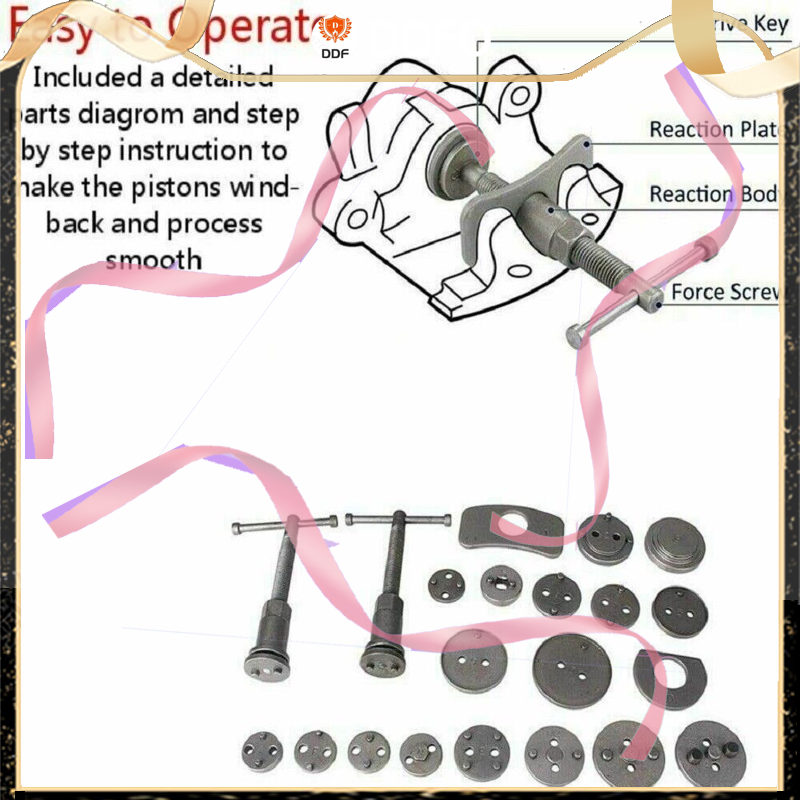 Easy to Operate
DDF
Drive Key
Included a detailed
parts diagrom and step
by step instruction to
make the pistons wind-
back and process
smooth
Reaction Plate
Reaction Body
Force Screw